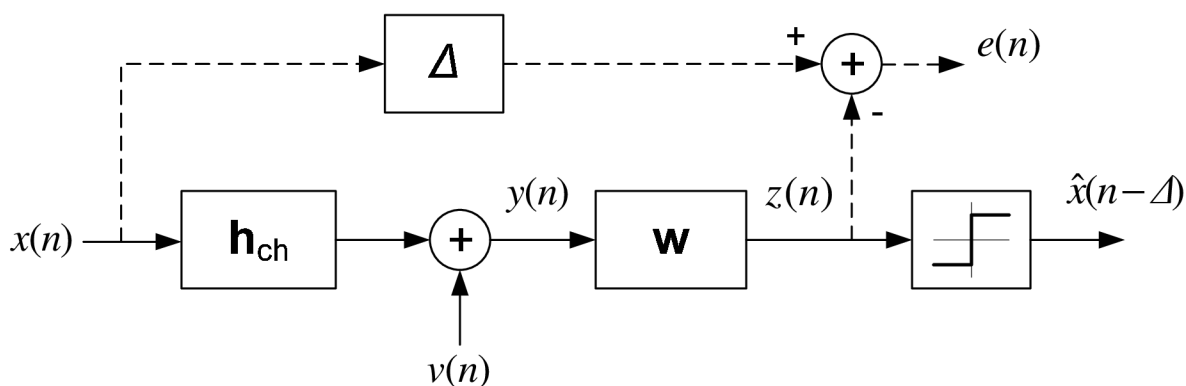 Δ
+
+
e(n)
-
x(n)
h_ch
+
y(n)
w
z(n)
x̂(n−Δ)
v(n)